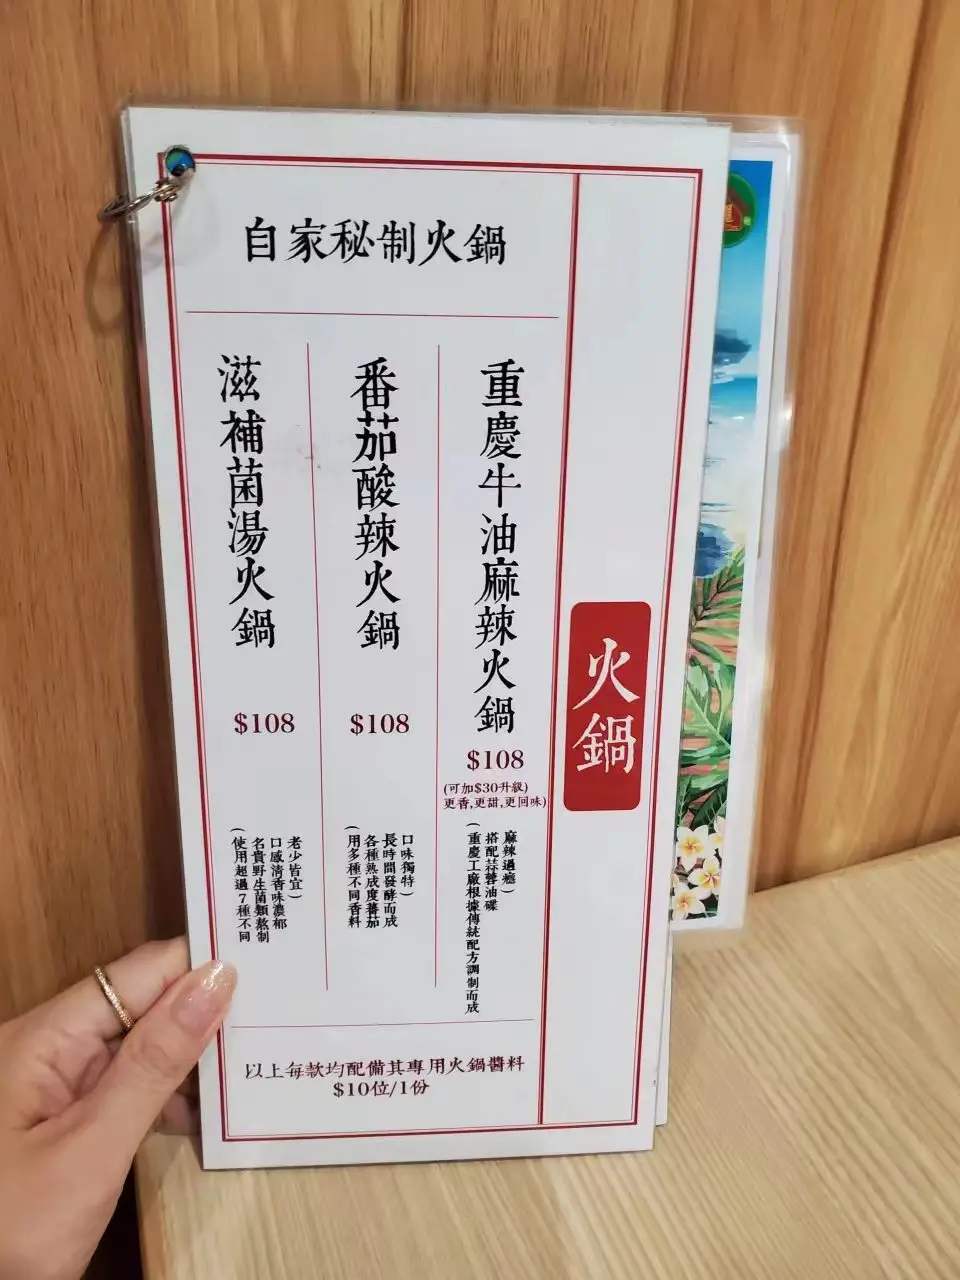 火鍋
自家秘制火鍋
重慶牛油麻辣火鍋
$108
(可加$30升級)
更香,更甜,更回味)
麻辣過癮)
搭配蒜蓉油碟
(重慶工廠根據傳統配方調制而成
番茄酸辣火鍋
$108
口味獨特)
長時間發酵而成
各種熟成度蕃茄
(用多種不同香料
滋補菌湯火鍋
$108
老少皆宜)
口感清香味濃郁
名貴野生菌類熬制
(使用超過7種不同
以上每款均配備其專用火鍋醬料
$10位/1份